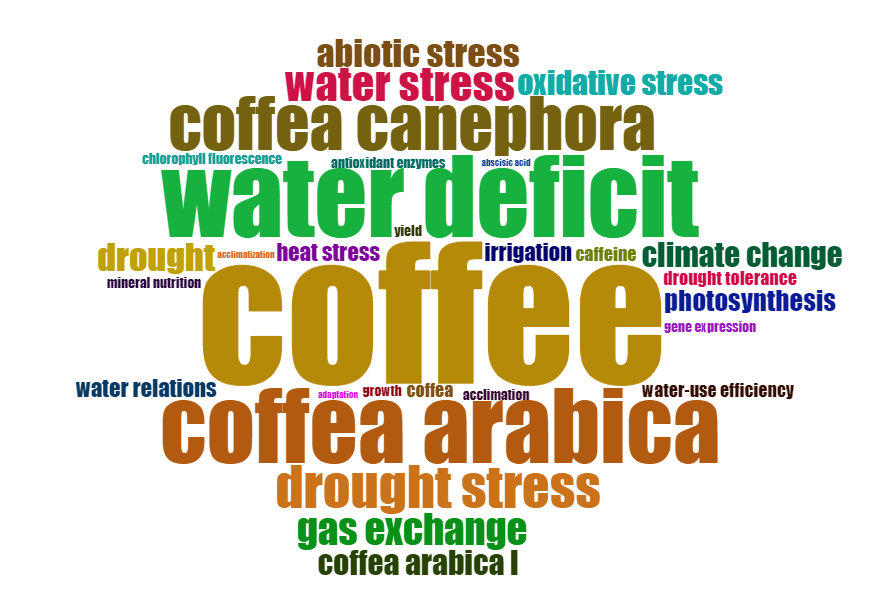 abiotic stress
water stress
oxidative stress
coffea canephora
chlorophyll fluorescence
antioxidant enzymes
abscisic acid
water deficit
yield
drought
acclimatization
heat stress
irrigation
caffeine
climate change
mineral nutrition
coffee
drought tolerance
photosynthesis
gene expression
water relations
adaptation
growth
coffea
acclimation
water-use efficiency
coffea arabica
drought stress
gas exchange
coffea arabica l